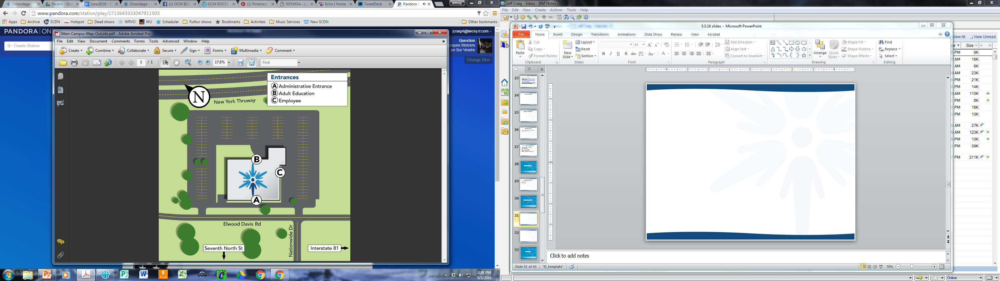 Onondaga -
Recent - Goo
June2016 - G
Onondaga -
(1) OCM BOC
OCM BOCES
(1) Pinterest
NYSMSA › Lo
Echo | Home
TweetDeck
Pandora
Jeffrey
www.pandora.com/station/play/1713643333047911503
Apps
Archive
SCDN
Hotspot
Dead shows
WRVO
WU
Scheduler
Futhur shows
Bookmarks
Activities
Music Services
New SCDN
Other bookmarks
PANDORA
jcraig4@twcny.rr.com
Create Station
Question
cques Stotzem
on Sur Vesdre
Change Skin
Main-Campus-Map-Outside.pdf - Adobe Acrobat Pro
File Edit View Document Comments Forms Tools Advanced Window Help
Create Combine Collaborate Secure Sign Forms Multimedia Comment
1 / 1 17.9% Find
Entrances
A Administrative Entrance
B Adult Education
C Employee
N
New York Thruway
B
C
A
Elwood Davis Rd
Nationwide Dr
Seventh North St
Interstate 81
2:38 PM
5/3/2016
Jeff Craig - Inbox - IBM Notes
File Edit View Create Actions Tools Help
5.5.16 slides - Microsoft PowerPoint
File Home Insert Design Transitions Animations Slide Show Review View Acrobat
Paste
Cut
Copy
Format Painter
Clipboard
New
Slide
Layout
Reset
Section
Slides
44
Font
Text Direction
Align Text
Convert to SmartArt
Paragraph
Arrange
Quick
Styles
Shape Fill
Shape Outline
Shape Effects
Drawing
Find
Replace
Select
Editing
23
24
25
26
27
28
29
30
31
32
33
Click to add notes
Slide 31 of 43
"IS_template"
70%
View All
View Unread
Size
PM 9K
AM 18K
AM 8K
AM 23K
PM 21K
PM 14K
AM 110K
PM 8K
PM 16K
PM 10K
AM 27K
AM 123K
PM 10K
PM 39K
PM 211K
Online